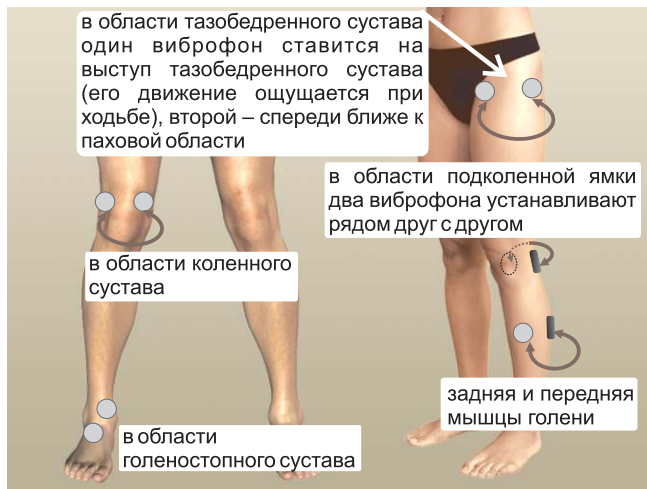 в области тазобедренного сустава
один виброфон ставится на
выступ тазобедренного сустава
(его движение ощущается при
ходьбе), второй – спереди ближе к
паховой области
в области подколенной ямки
два виброфона устанавливают
рядом друг с другом
в области коленного
сустава
задняя и передняя
мышцы голени
в области
голеностопного сустава